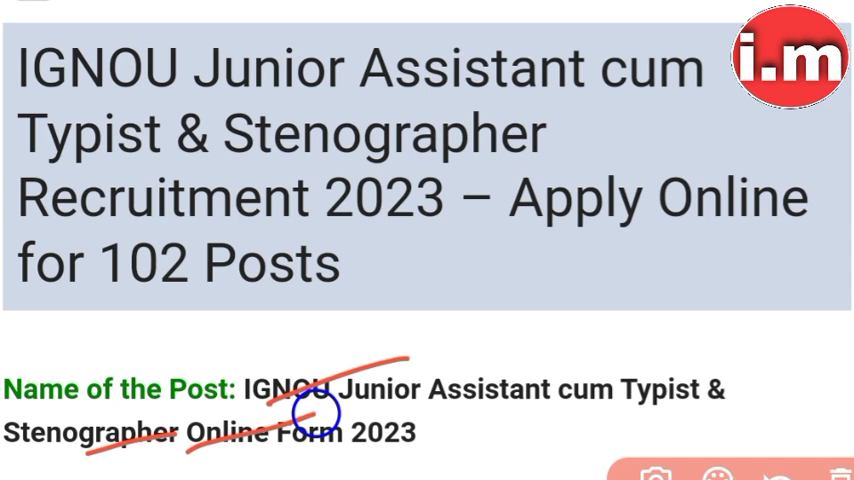 i.m
IGNOU Junior Assistant cum
Typist & Stenographer
Recruitment 2023 – Apply Online
for 102 Posts
Name of the Post: IGNOU Junior Assistant cum Typist &
Stenographer Online Form 2023